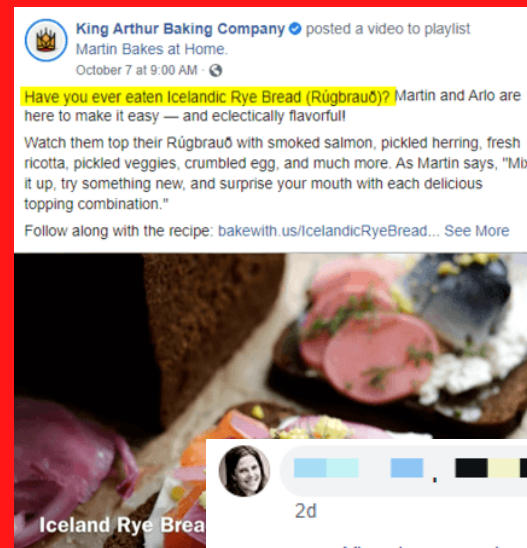 King Arthur Baking Company posted a video to playlist
Martin Bakes at Home.
October 7 at 9:00 AM ·
Have you ever eaten Icelandic Rye Bread (Rúgbrauð)? Martin and Arlo are
here to make it easy — and eclectically flavorful!
Watch them top their Rúgbrauð with smoked salmon, pickled herring, fresh
ricotta, pickled veggies, crumbled egg, and much more. As Martin says, "Mix
it up, try something new, and surprise your mouth with each delicious
topping combination."
Follow along with the recipe: bakewith.us/IcelandicRyeBread... See More
Iceland Rye Brea
2d